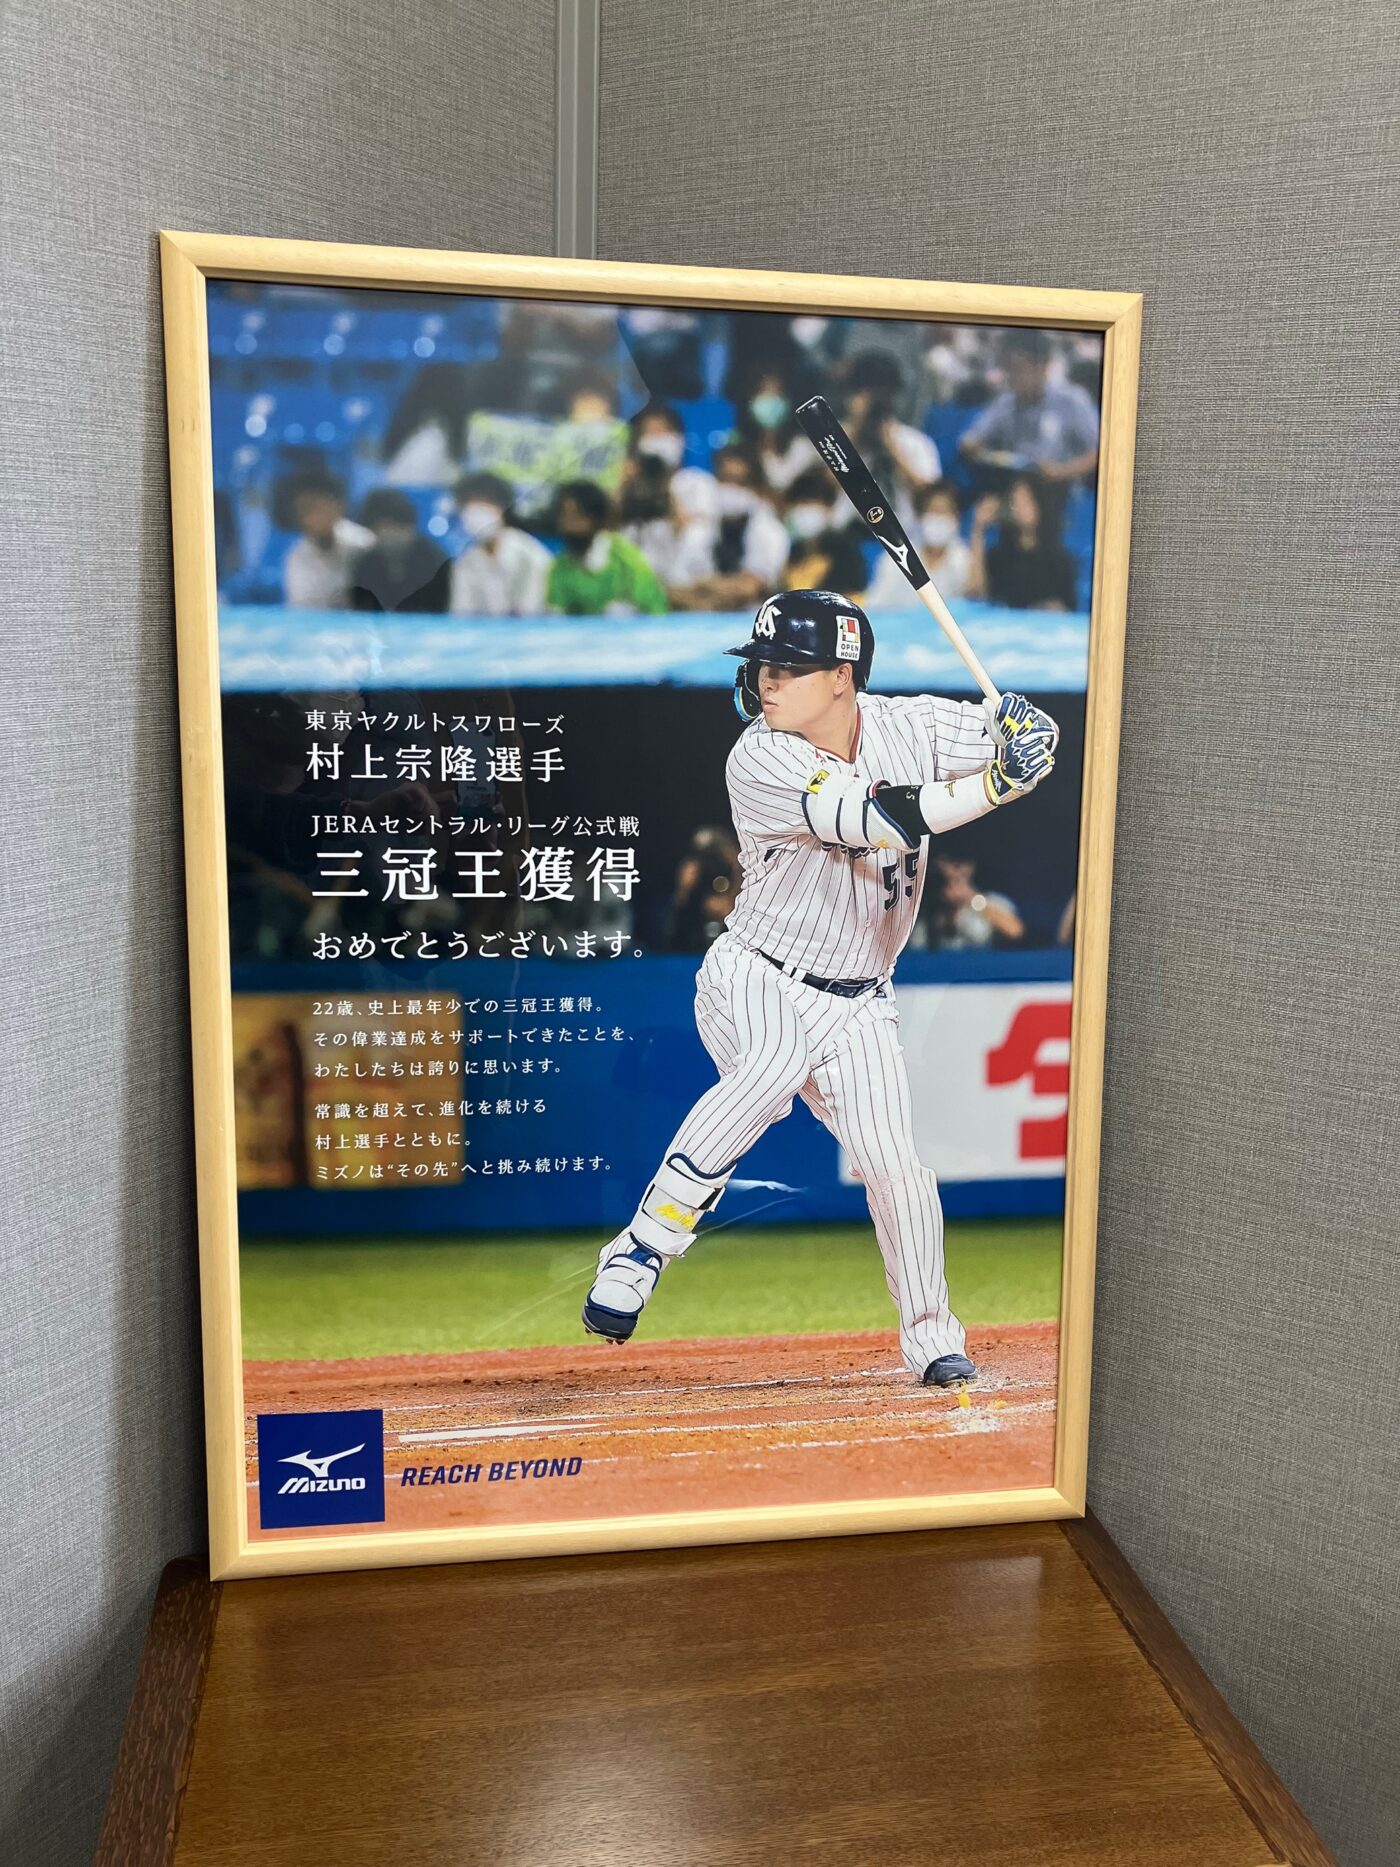 OPEN
HOUSE
55
東京ヤクルトスワローズ
村上宗隆選手
JERAセントラル・リーグ公式戦
三冠王獲得
おめでとうございます。
22歳、史上最年少での三冠王獲得。
その偉業達成をサポートできたことを、
わたしたちは誇りに思います。
常識を超えて、進化を続ける
村上選手とともに。
ミズノは“その先”へと挑み続けます。
MIZUNO
REACH BEYOND